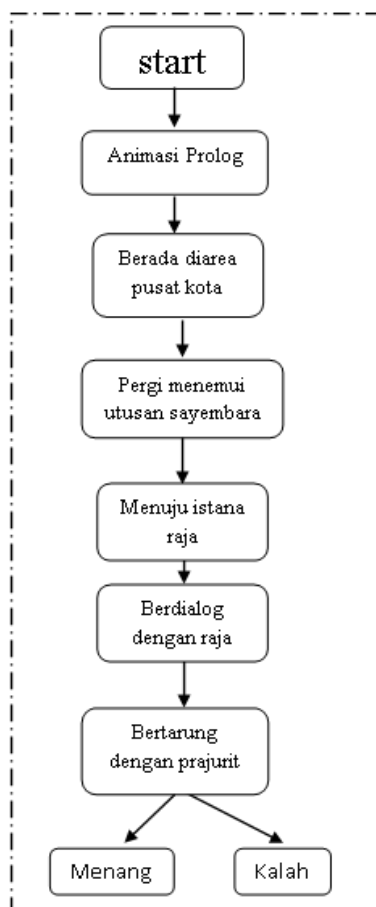 start
Animasi Prolog
Berada diarea
pusat kota
Pergi menemui
utusan sayembara
Menuju istana
raja
Berdialog
dengan raja
Bertarung
dengan prajurit
Menang
Kalah